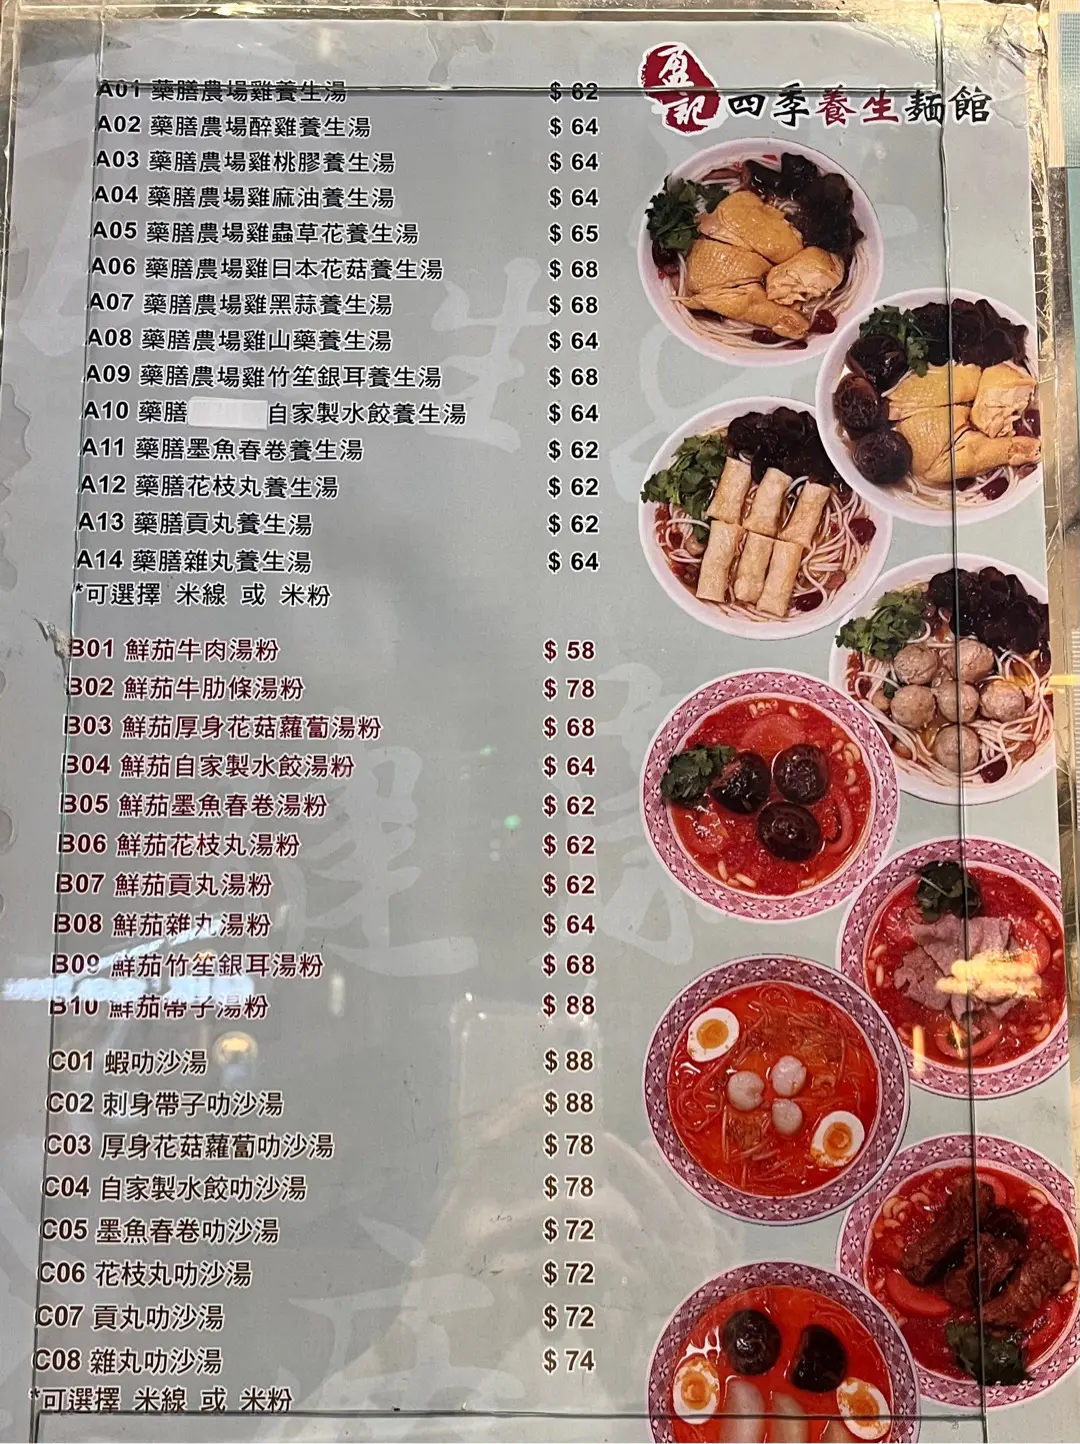 盈記 四季養生麵館
A01 藥膳農場雞養生湯 $ 62
A02 藥膳農場醉雞養生湯 $ 64
A03 藥膳農場雞桃膠養生湯 $ 64
A04 藥膳農場雞麻油養生湯 $ 64
A05 藥膳農場雞蟲草花養生湯 $ 65
A06 藥膳農場雞日本花菇養生湯 $ 68
A07 藥膳農場雞黑蒜養生湯 $ 68
A08 藥膳農場雞山藥養生湯 $ 64
A09 藥膳農場雞竹笙銀耳養生湯 $ 68
A10 藥膳 自家製水餃養生湯 $ 64
A11 藥膳墨魚春卷養生湯 $ 62
A12 藥膳花枝丸養生湯 $ 62
A13 藥膳貢丸養生湯 $ 62
A14 藥膳雜丸養生湯 $ 64
*可選擇 米線 或 米粉
B01 鮮茄牛肉湯粉 $ 58
B02 鮮茄牛肋條湯粉 $ 78
B03 鮮茄厚身花菇蘿蔔湯粉 $ 68
B04 鮮茄自家製水餃湯粉 $ 64
B05 鮮茄墨魚春卷湯粉 $ 62
B06 鮮茄花枝丸湯粉 $ 62
B07 鮮茄貢丸湯粉 $ 62
B08 鮮茄雜丸湯粉 $ 64
B09 鮮茄竹笙銀耳湯粉 $ 68
B10 鮮茄帶子湯粉 $ 88
C01 蝦叻沙湯 $ 88
C02 刺身帶子叻沙湯 $ 88
C03 厚身花菇蘿蔔叻沙湯 $ 78
C04 自家製水餃叻沙湯 $ 78
C05 墨魚春卷叻沙湯 $ 72
C06 花枝丸叻沙湯 $ 72
C07 貢丸叻沙湯 $ 72
C08 雜丸叻沙湯 $ 74
*可選擇 米線 或 米粉